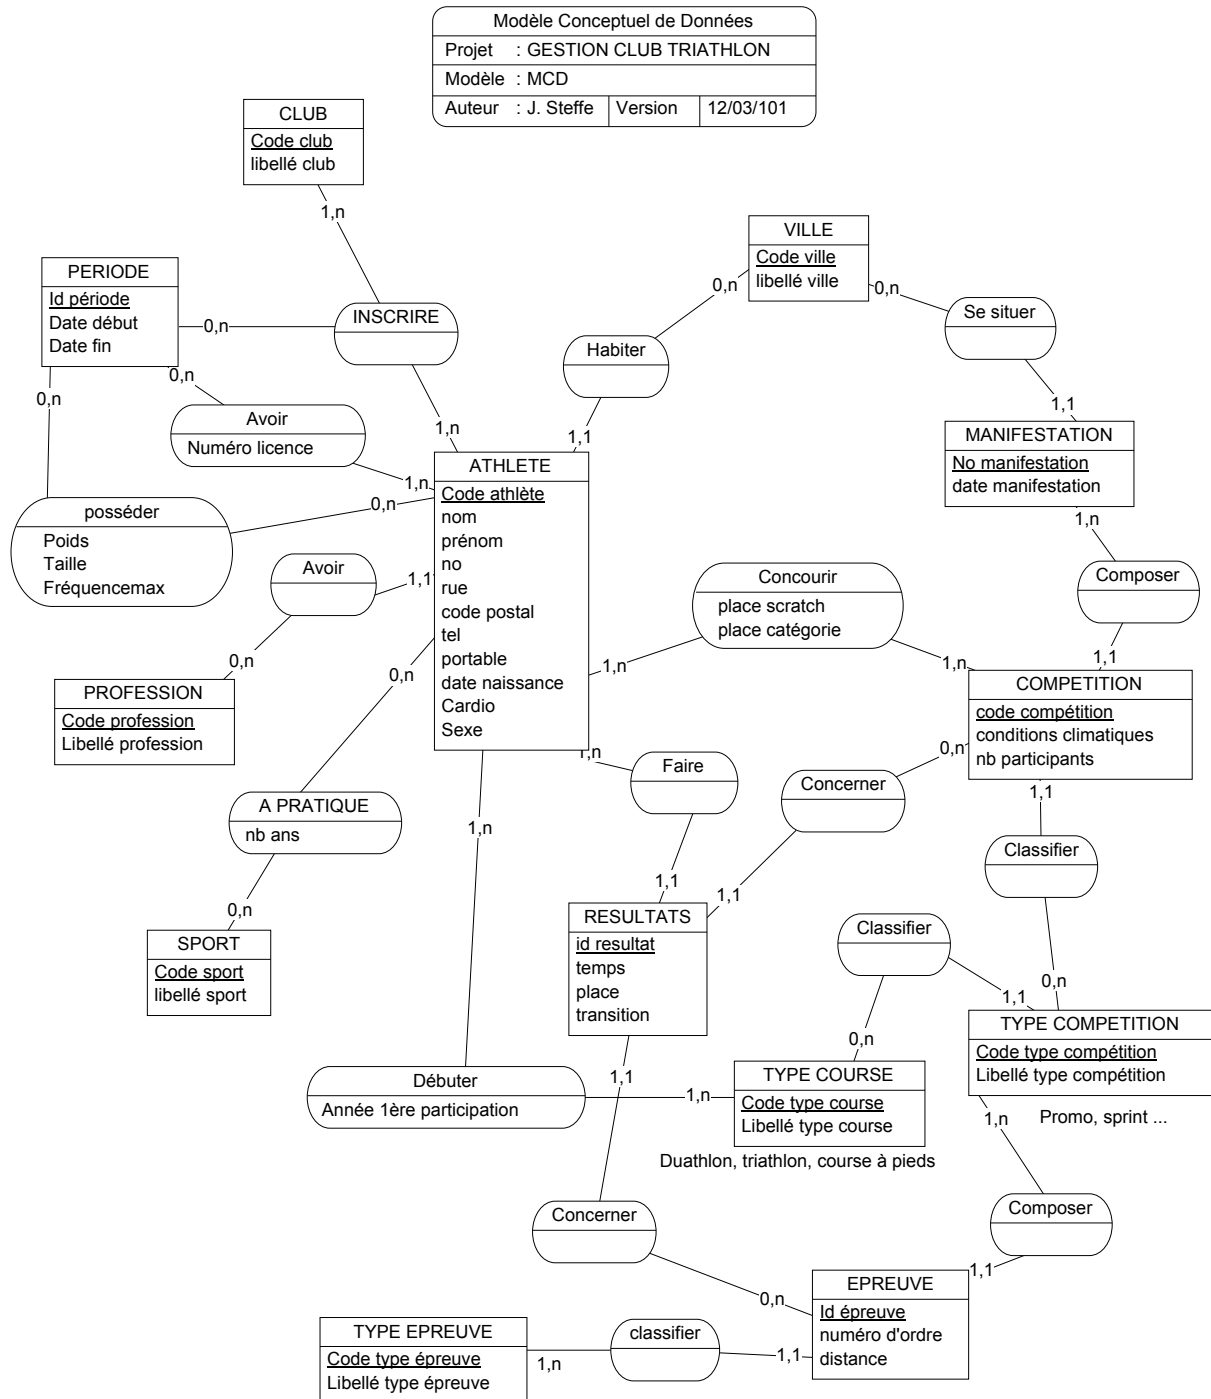 Modèle Conceptuel de Données
Projet : GESTION CLUB TRIATHLON
Modèle : MCD
Auteur : J. Steffe Version 12/03/101
CLUB
Code club
libellé club
1,n
VILLE
Code ville
libellé ville
0,n
0,n
PERIODE
Id période
Date début
Date fin
0,n
INSCRIRE
Se situer
Habiter
0,n
0,n
1,1
1,n
1,1
Avoir
Numéro licence
1,n
MANIFESTATION
No manifestation
date manifestation
1,n
ATHLETE
Code athlète
nom
prénom
no
rue
code postal
tel
portable
date naissance
Cardio
Sexe
0,n
posséder
Poids
Taille
Fréquencemax
Avoir
1,1
Concourir
place scratch
place catégorie
Composer
0,n
0,n
1,n
1,n
1,1
PROFESSION
Code profession
Libellé profession
COMPETITION
code compétition
conditions climatiques
nb participants
1,n
Faire
0,n
Concerner
1,1
A PRATIQUE
nb ans
1,n
Classifier
1,1
1,1
0,n
SPORT
Code sport
libellé sport
RESULTATS
id resultat
temps
place
transition
Classifier
0,n
1,1
0,n
TYPE COMPETITION
Code type compétition
Libellé type compétition
Promo, sprint ...
1,1
Débuter
Année 1ère participation
1,n
TYPE COURSE
Code type course
Libellé type course
Duathlon, triathlon, course à pieds
1,n
Concerner
Composer
1,1
0,n
EPREUVE
Id épreuve
numéro d'ordre
distance
TYPE EPREUVE
Code type épreuve
Libellé type épreuve
1,n
classifier
1,1